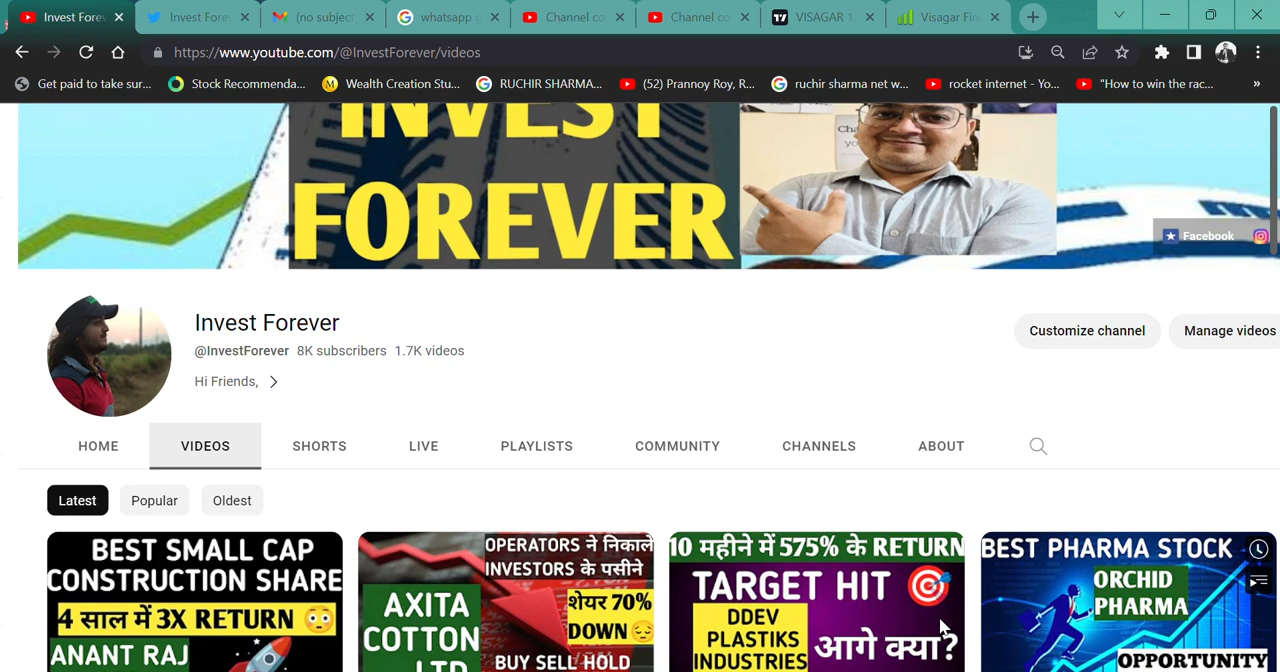 Invest Forev
Invest Forev
(no subject
whatsapp g
Channel co
Channel co
VISAGAR
Visagar Fin
https://www.youtube.com/@InvestForever/videos
Get paid to take sur...
Stock Recommenda...
Wealth Creation Stu...
RUCHIR SHARMA...
(52) Prannoy Roy, R...
ruchir sharma net w...
rocket internet - Yo...
"How to win the rac...
»
INVEST
FOREVER
Facebook
Invest Forever
@InvestForever 8K subscribers 1.7K videos
Hi Friends,
Customize channel
Manage videos
HOME
VIDEOS
SHORTS
LIVE
PLAYLISTS
COMMUNITY
CHANNELS
ABOUT
Latest
Popular
Oldest
BEST SMALL CAP
CONSTRUCTION SHARE
4 साल में 3X RETURN
ANANT RAJ
OPERATORS ने निकाले
INVESTORS के पसीने
AXITA
COTTON
LTD
शेयर 70%
DOWN
BUY SELL HOLD
10 महीने में 575% के RETURN
TARGET HIT
DDEV
PLASTIKS
INDUSTRIES
आगे क्या?
BEST PHARMA STOCK
ORCHID
PHARMA
OPPORTUNITY